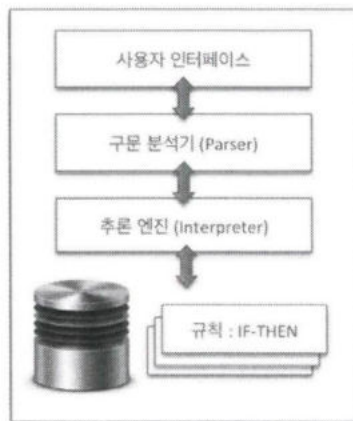 사용자 인터페이스
구문 분석기 (Parser)
추론 엔진 (Interpreter)
규칙 : IF-THEN